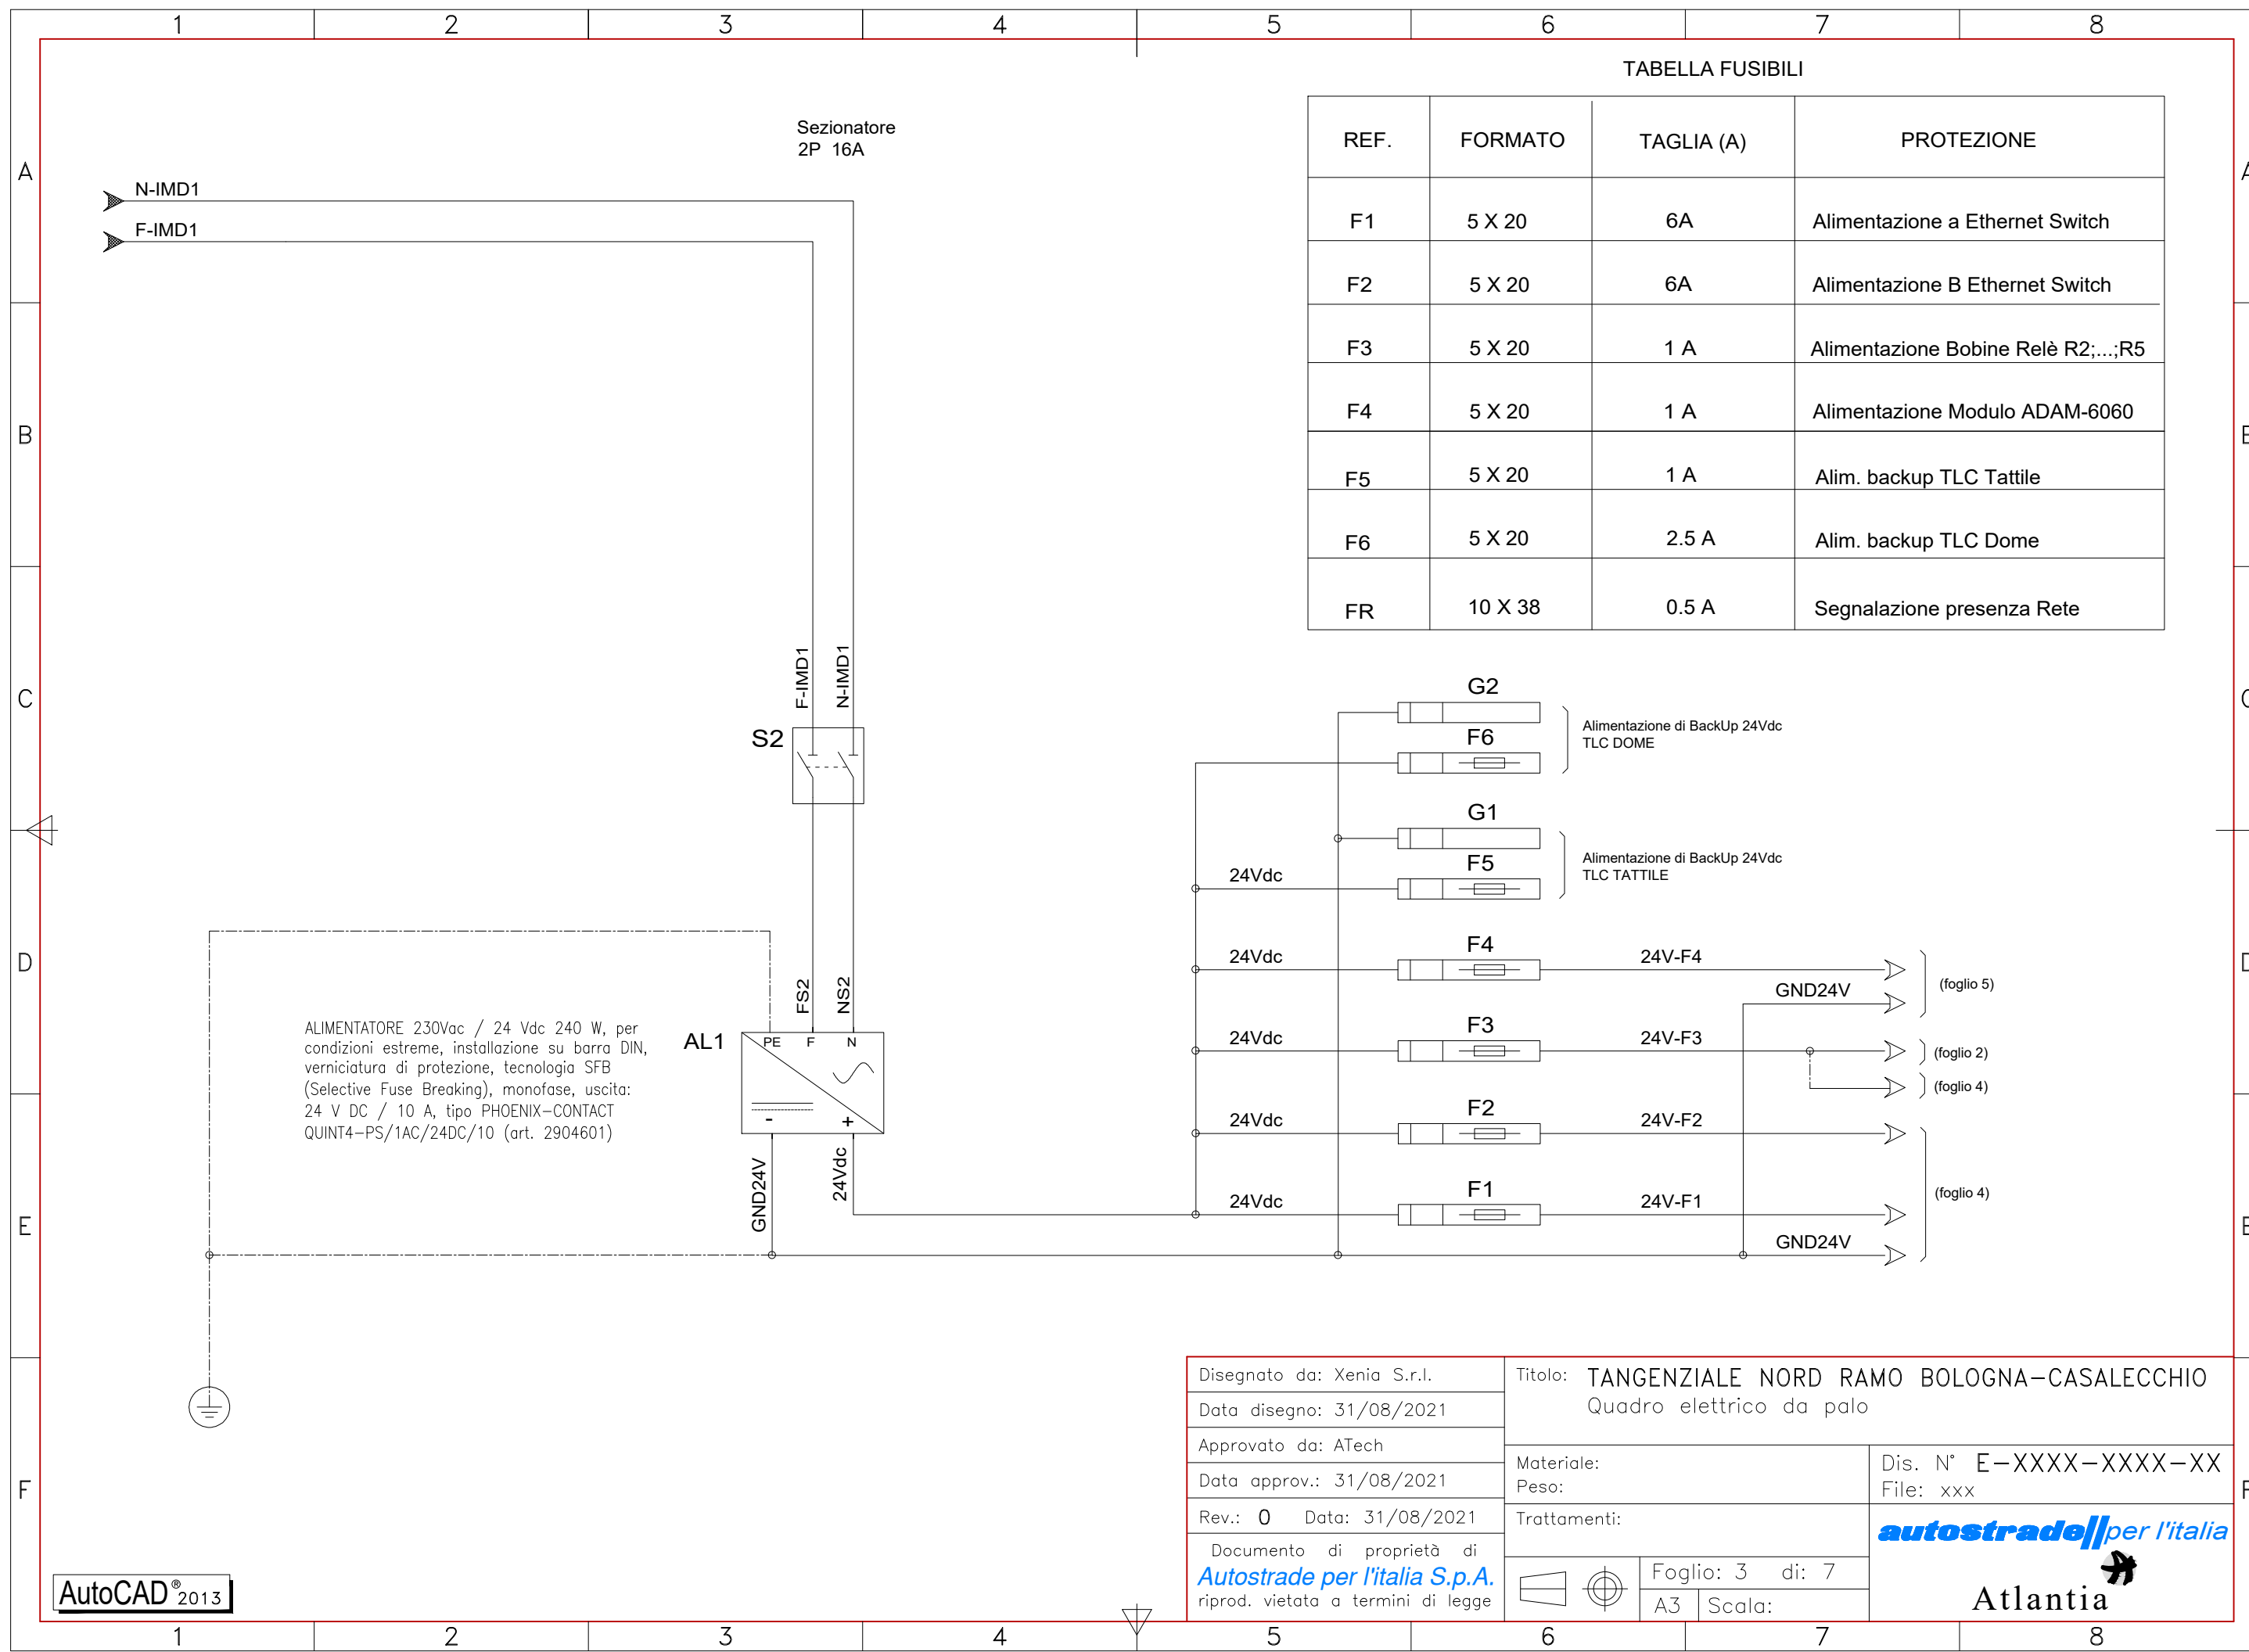 1 2 3 4 5 6 7 8
TABELLA FUSIBILI
REF. FORMATO TAGLIA (A) PROTEZIONE
F1 5 X 20 6A Alimentazione a Ethernet Switch
F2 5 X 20 6A Alimentazione B Ethernet Switch
F3 5 X 20 1 A Alimentazione Bobine Relè R2;...;R5
F4 5 X 20 1 A Alimentazione Modulo ADAM-6060
F5 5 X 20 1 A Alim. backup TLC Tattile
F6 5 X 20 2.5 A Alim. backup TLC Dome
FR 10 X 38 0.5 A Segnalazione presenza Rete
Sezionatore
2P 16A
A
N-IMD1
F-IMD1
B
C
F-IMD1
N-IMD1
S2
G2
F6
Alimentazione di BackUp 24Vdc
TLC DOME
G1
24Vdc F5
Alimentazione di BackUp 24Vdc
TLC TATTILE
D
24Vdc F4 24V-F4
GND24V
(foglio 5)
FS2
NS2
24Vdc F3 24V-F3
(foglio 2)
(foglio 4)
AL1
PE F N
- +
ALIMENTATORE 230Vac / 24 Vdc 240 W, per
condizioni estreme, installazione su barra DIN,
verniciatura di protezione, tecnologia SFB
(Selective Fuse Breaking), monofase, uscita:
24 V DC / 10 A, tipo PHOENIX-CONTACT
QUINT4-PS/1AC/24DC/10 (art. 2904601)
24Vdc F2 24V-F2
GND24V
24Vdc
24Vdc F1 24V-F1
(foglio 4)
E
GND24V
F
Disegnato da: Xenia S.r.l.
Data disegno: 31/08/2021
Approvato da: ATech
Data approv.: 31/08/2021
Rev.: 0 Data: 31/08/2021
Documento di proprietà di
Autostrade per l'italia S.p.A.
riprod. vietata a termini di legge
Titolo: TANGENZIALE NORD RAMO BOLOGNA-CASALECCHIO
Quadro elettrico da palo
Materiale:
Peso:
Dis. N° E-XXXX-XXXX-XX
File: xxx
Trattamenti:
autostrade//per l'italia
Atlantia
Foglio: 3 di: 7
A3 Scala:
AutoCAD® 2013
1 2 3 4 5 6 7 8